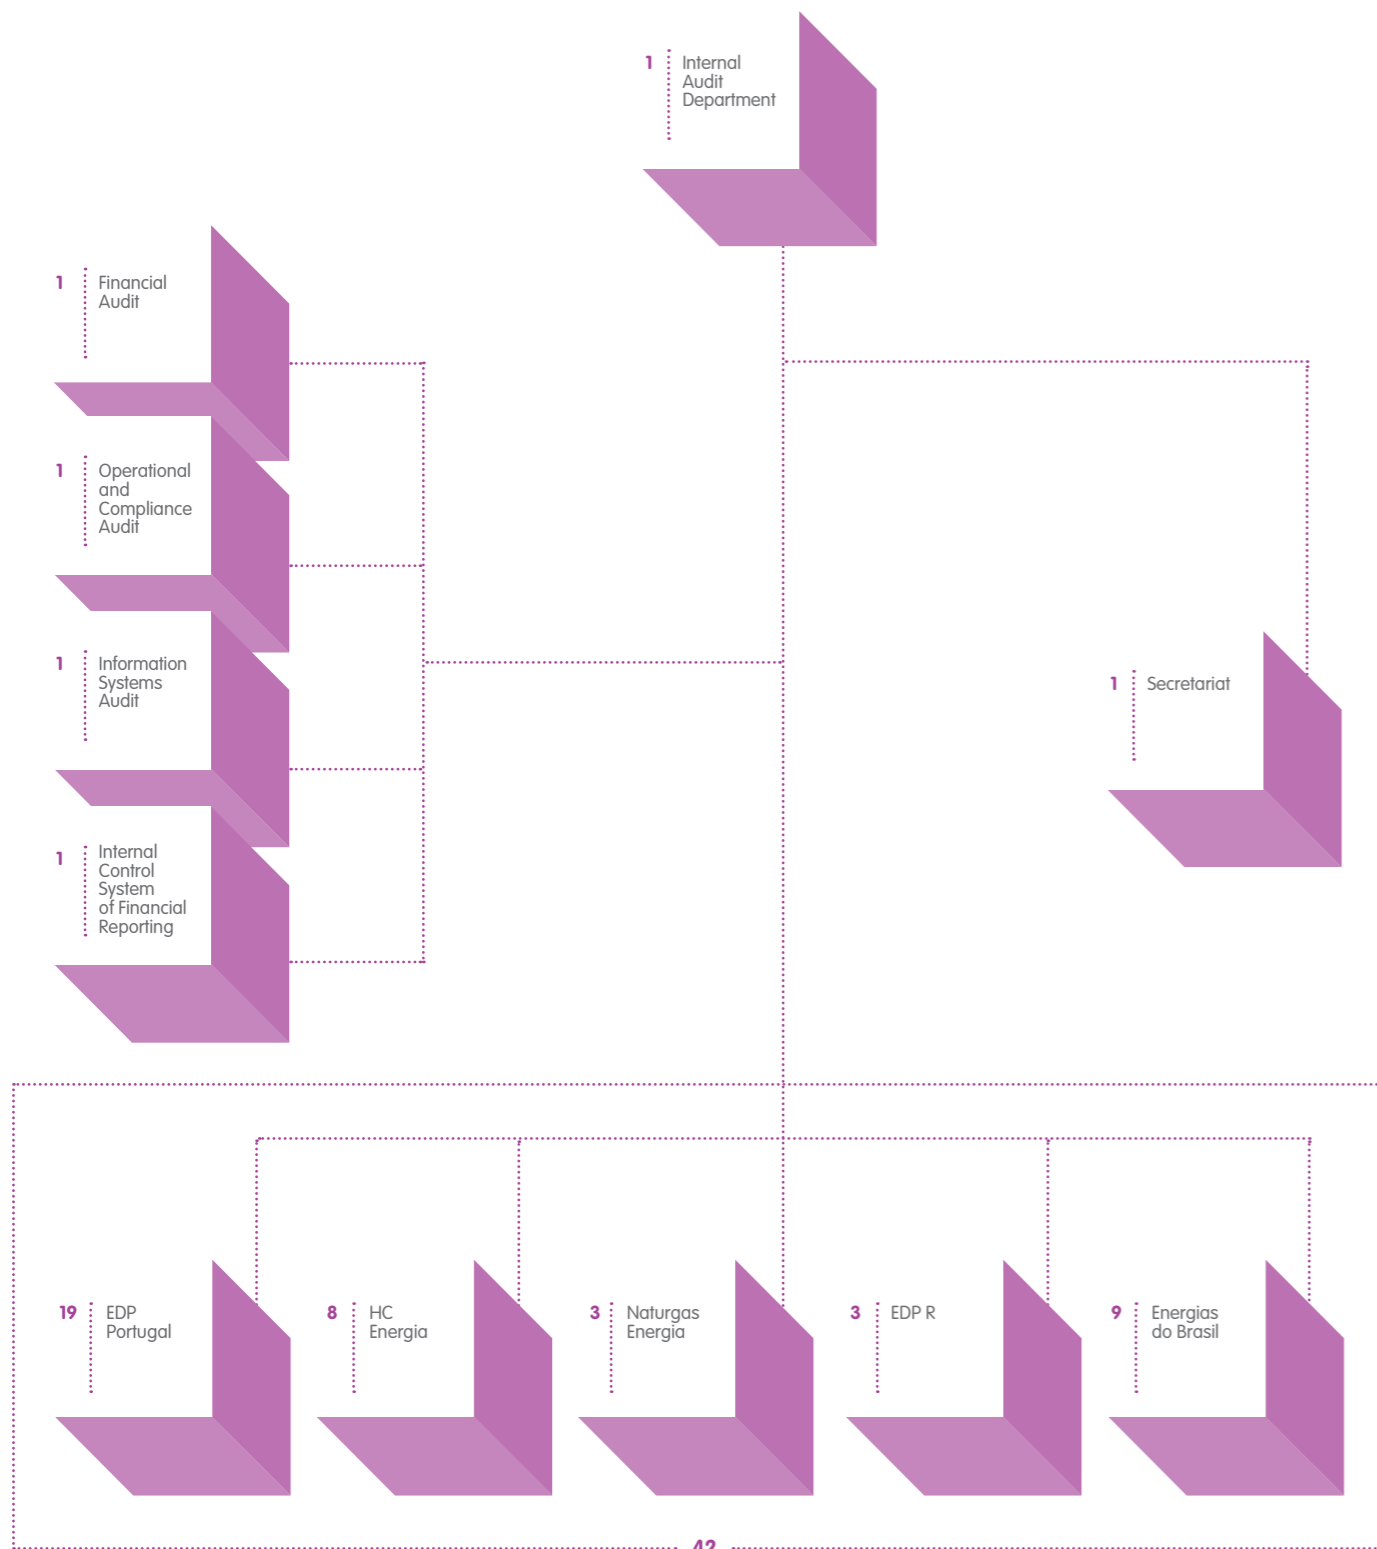 1 Internal
Audit
Department
1 Financial
Audit
1 Operational
and
Compliance
Audit
1 Information
Systems
Audit
1 Internal
Control
System
of Financial
Reporting
1 Secretariat
19 EDP
Portugal
8 HC
Energia
3 Naturgas
Energia
3 EDP R
9 Energias
do Brasil
42